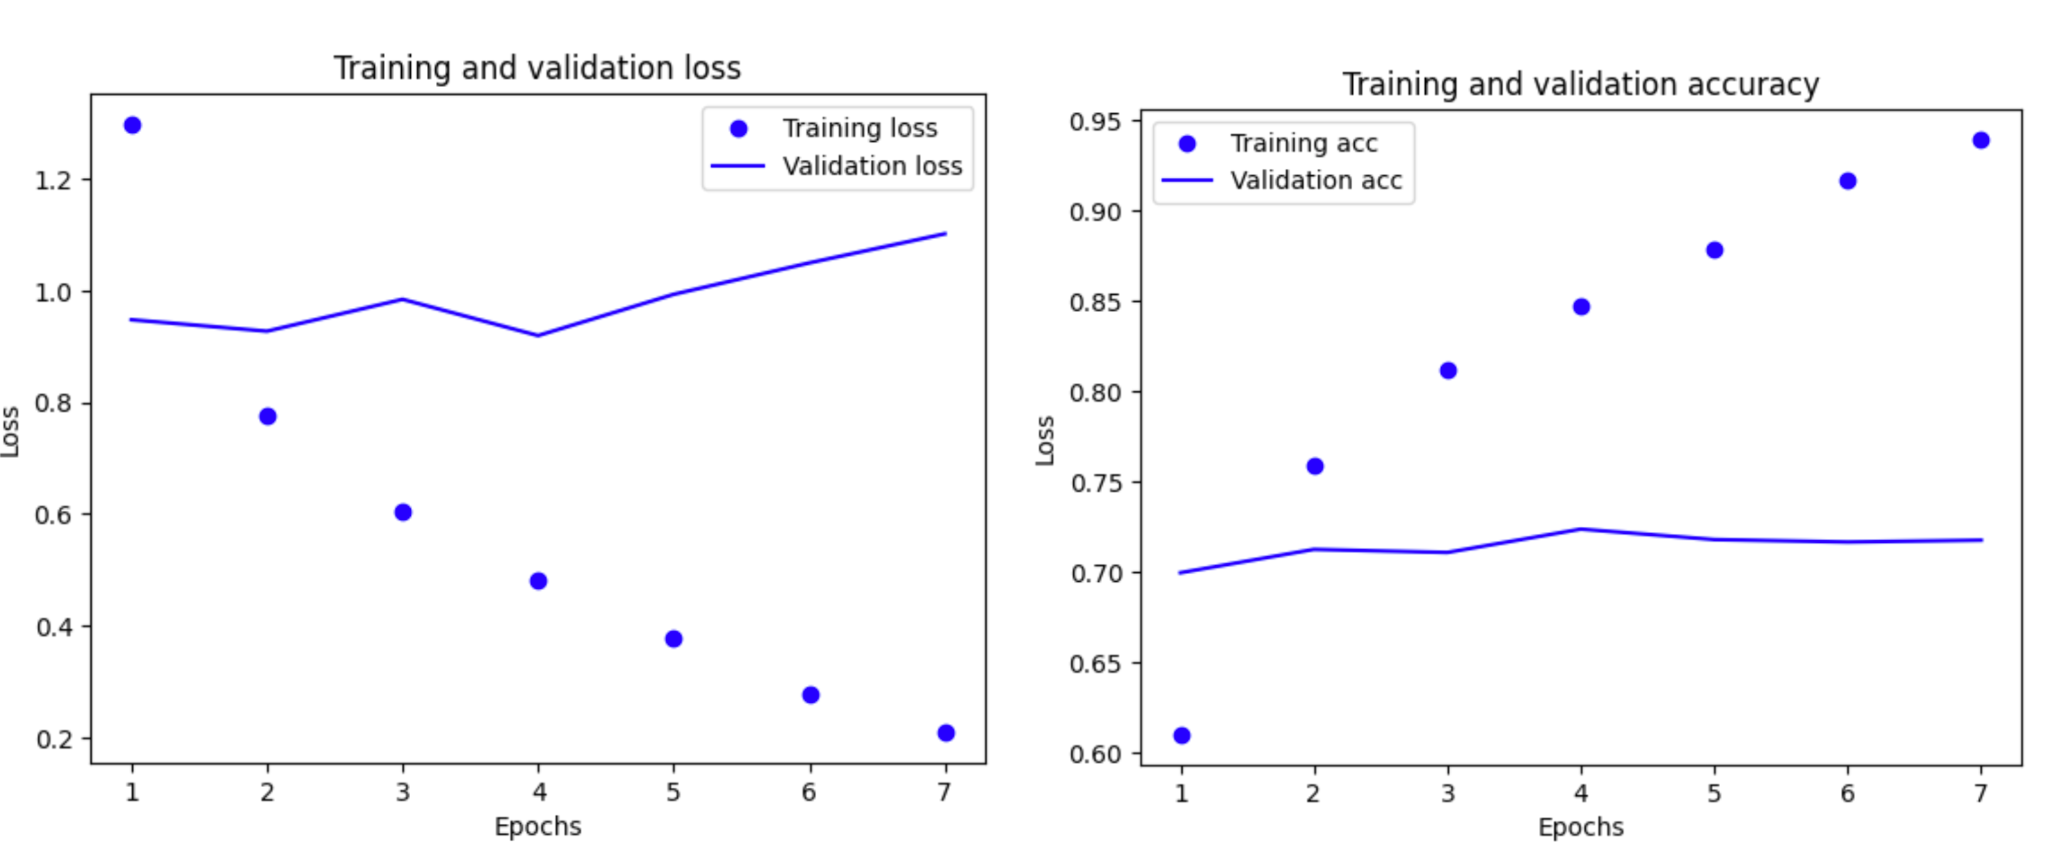 Training and validation loss
Training loss
Validation loss
1.2
1.0
0.8
0.6
0.4
0.2
Loss
1 2 3 4 5 6 7
Epochs
Training and validation accuracy
Training acc
Validation acc
0.95
0.90
0.85
0.80
0.75
0.70
0.65
0.60
Loss
1 2 3 4 5 6 7
Epochs